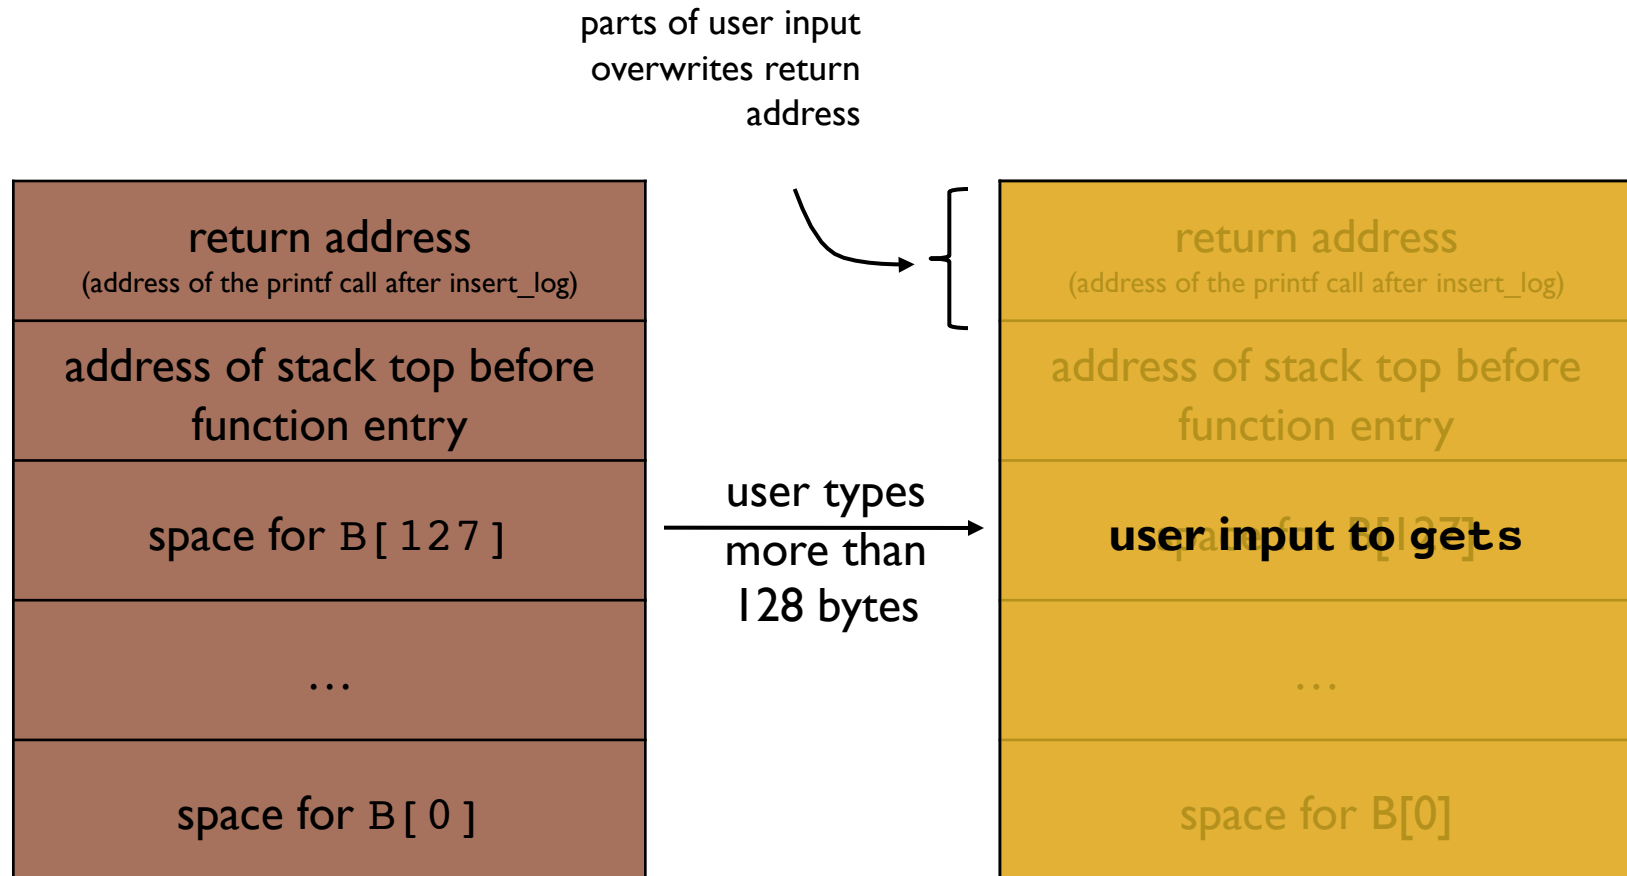 parts of user input
overwrites return
address
return address
(address of the printf call after insert_log)
address of stack top before
function entry
space for B[127]
...
space for B[0]
user types
more than
128 bytes
return address
(address of the printf call after insert_log)
address of stack top before
function entry
space for B[127]
user input to gets
...
space for B[0]